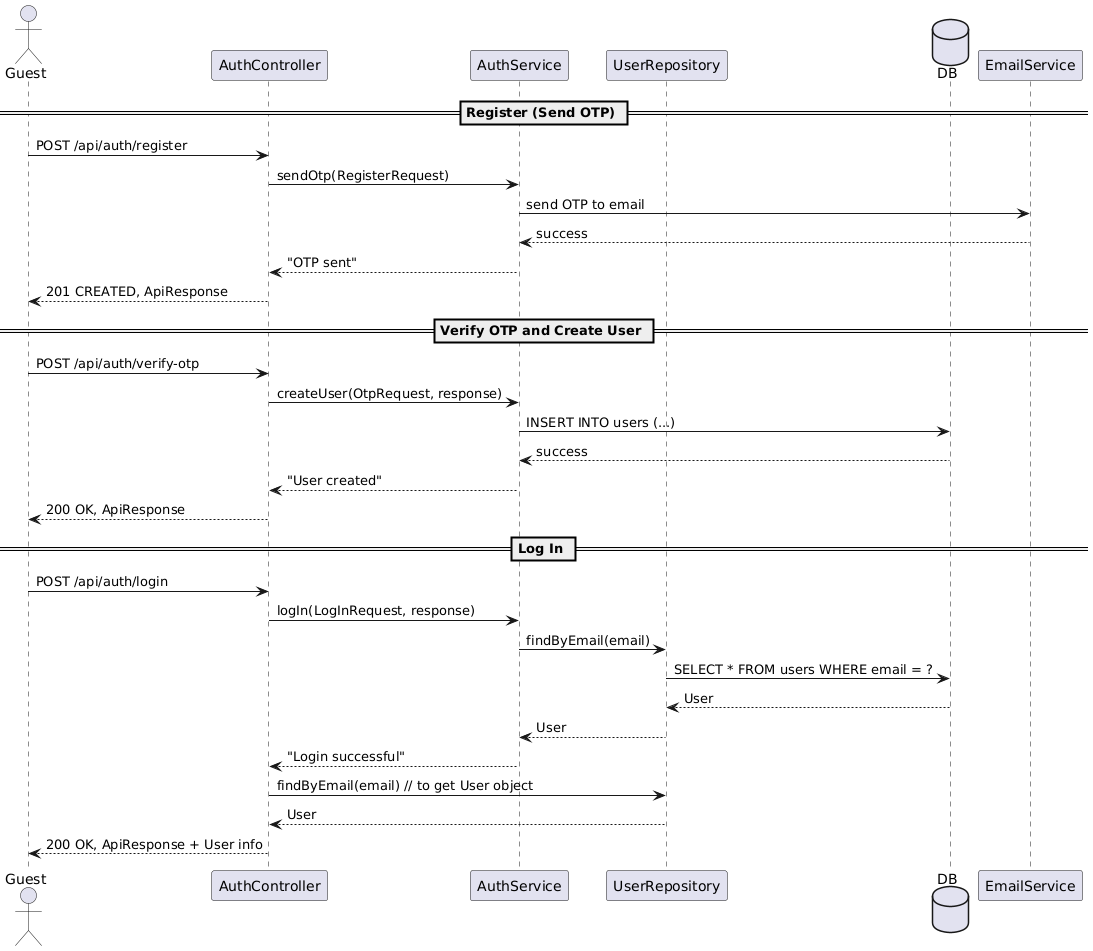 Guest
AuthController
AuthService
UserRepository
DB
EmailService
Register (Send OTP)
POST /api/auth/register
sendOtp(RegisterRequest)
send OTP to email
success
"OTP sent"
201 CREATED, ApiResponse
Verify OTP and Create User
POST /api/auth/verify-otp
createUser(OtpRequest, response)
INSERT INTO users (...)
success
"User created"
200 OK, ApiResponse
Log In
POST /api/auth/login
logIn(LogInRequest, response)
findByEmail(email)
SELECT * FROM users WHERE email = ?
User
User
"Login successful"
findByEmail(email) // to get User object
User
200 OK, ApiResponse + User info
Guest
AuthController
AuthService
UserRepository
DB
EmailService